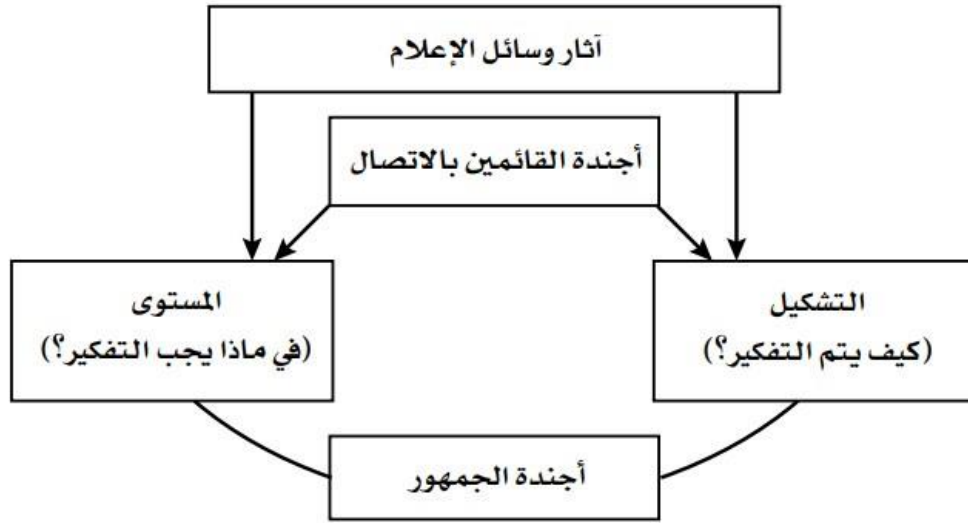 آثار وسائل الإعلام
أجندة القائمين بالاتصال
التشكيل
(كيف يتم التفكير؟)
المستوى
(في ماذا يجب التفكير؟)
أجندة الجمهور